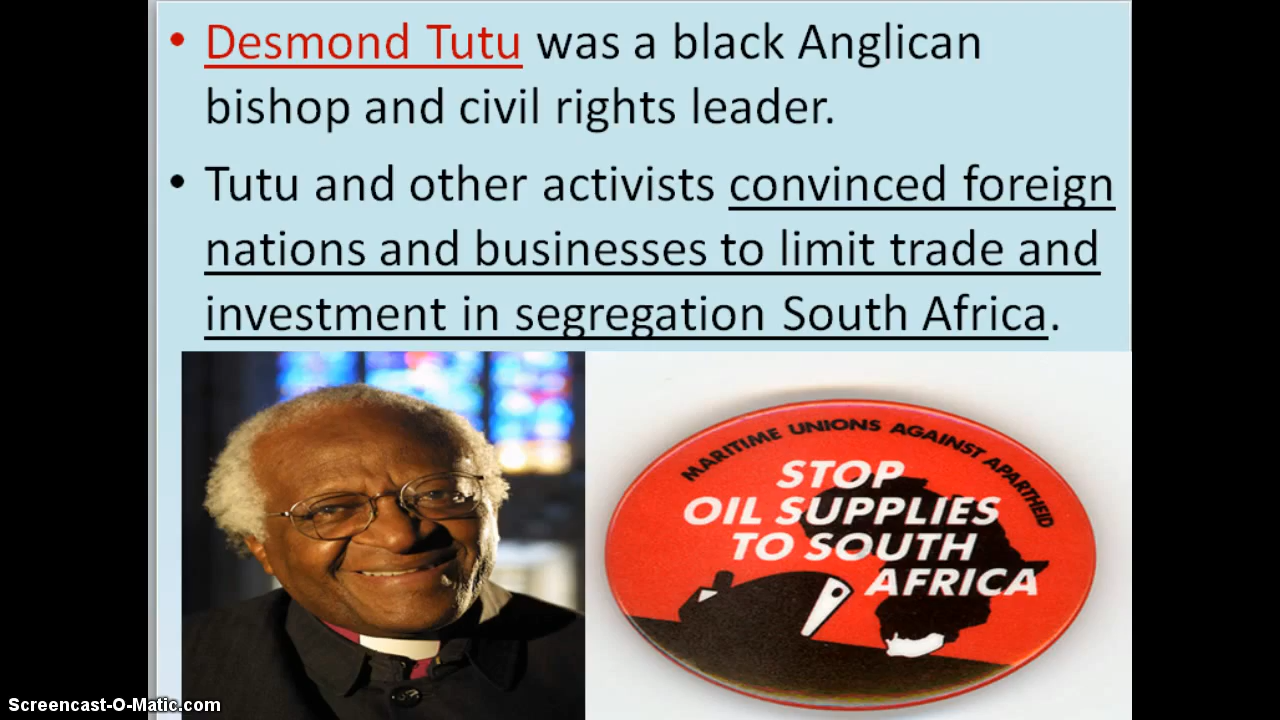 • Desmond Tutu was a black Anglican
bishop and civil rights leader.
• Tutu and other activists convinced foreign
nations and businesses to limit trade and
investment in segregation South Africa.
MARITIME UNIONS AGAINST APARTHEID
STOP
OIL SUPPLIES
TO SOUTH
AFRICA
Screencast-O-Matic.com